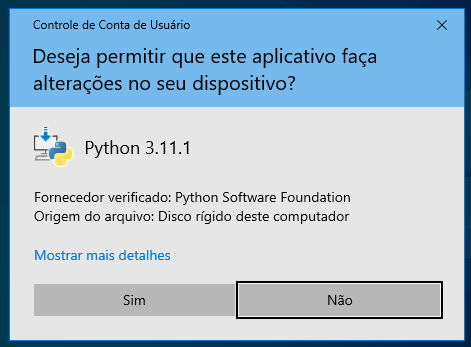 Controle de Conta de Usuário
Deseja permitir que este aplicativo faça
alterações no seu dispositivo?
Python 3.11.1
Fornecedor verificado: Python Software Foundation
Origem do arquivo: Disco rígido deste computador
Mostrar mais detalhes
Sim
Não